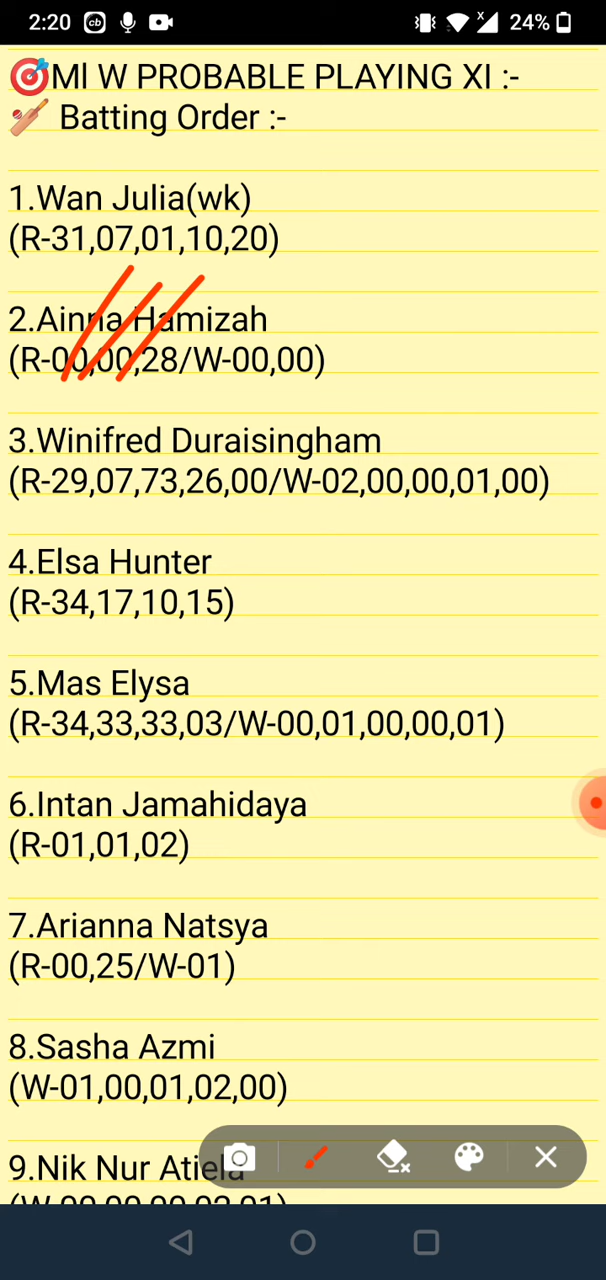 2:20
24%
Ml W PROBABLE PLAYING XI :-
Batting Order :-
1.Wan Julia(wk)
(R-31,07,01,10,20)
2.Ainna Hamizah
(R-00,00,28/W-00,00)
3.Winifred Duraisingham
(R-29,07,73,26,00/W-02,00,00,01,00)
4.Elsa Hunter
(R-34,17,10,15)
5.Mas Elysa
(R-34,33,33,03/W-00,01,00,00,01)
6.Intan Jamahidaya
(R-01,01,02)
7.Arianna Natsya
(R-00,25/W-01)
8.Sasha Azmi
(W-01,00,01,02,00)
9.Nik Nur Atiela